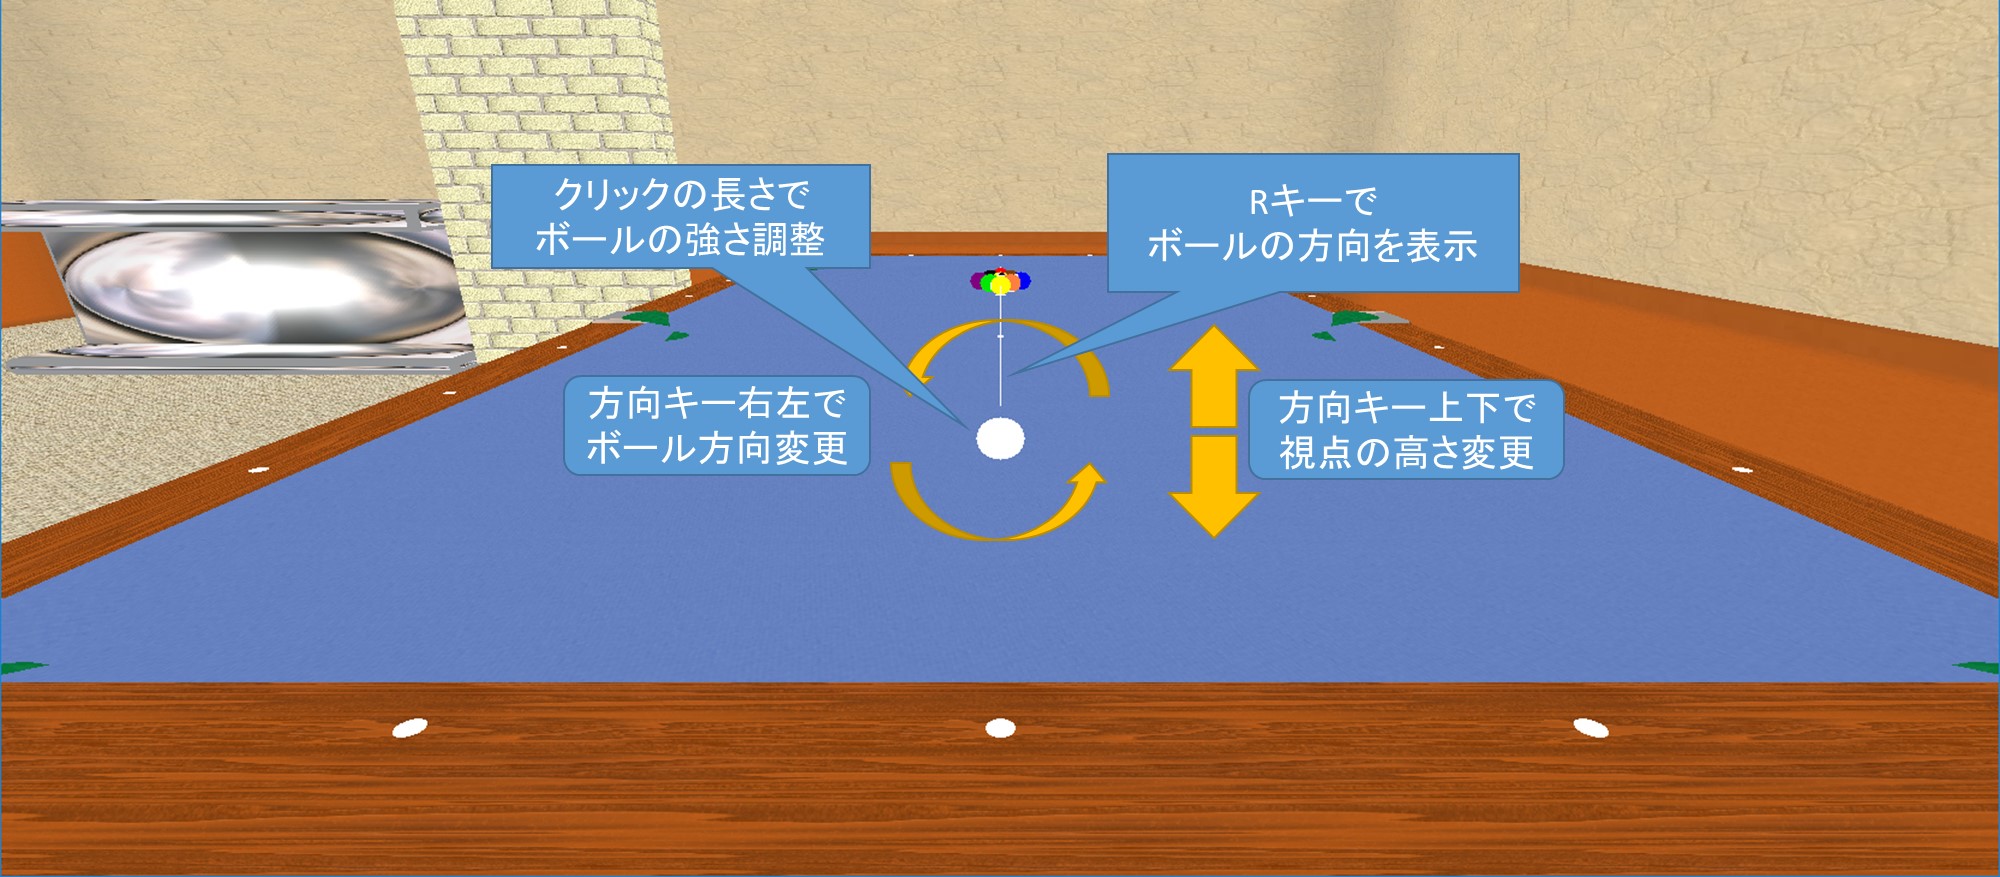 クリックの長さで
ボールの強さ調整
Rキーで
ボールの方向を表示
方向キー右左で
ボール方向変更
方向キー上下で
視点の高さ変更